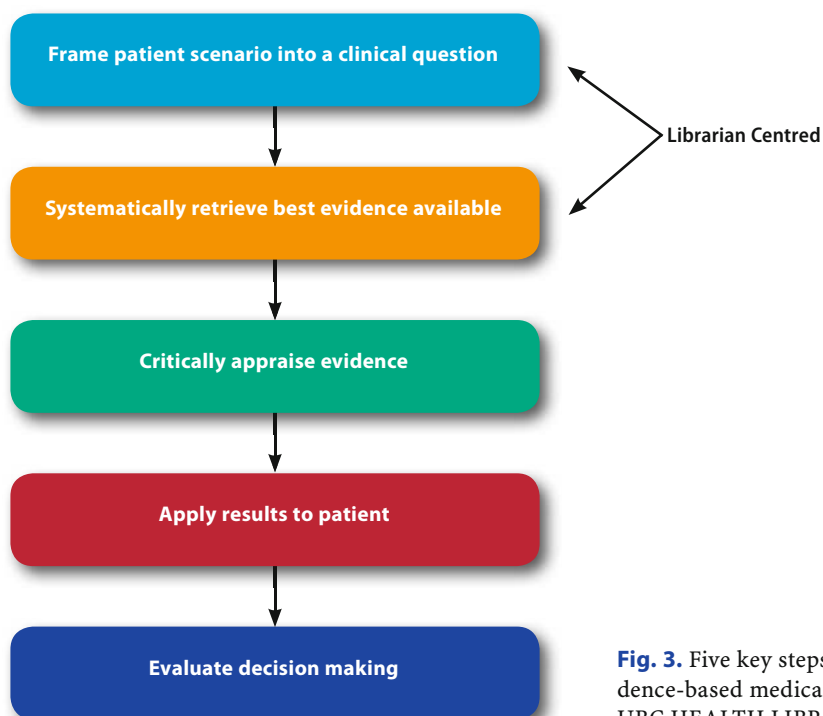 Frame patient scenario into a clinical question
Librarian Centred
Systematically retrieve best evidence available
Critically appraise evidence
Apply results to patient
Evaluate decision making
Fig. 3. Five key steps
dence-based medica